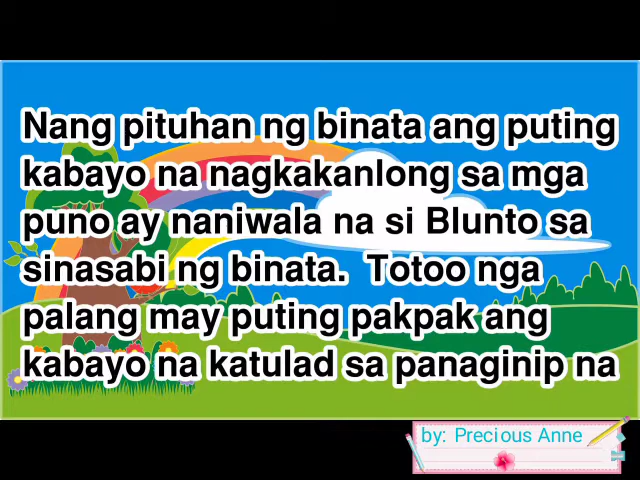 Nang pituhan ng binata ang puting
kabayo na nagkakanlong sa mga
puno ay naniwala na si Blunto sa
sinasabi ng binata. Totoo nga
palang may puting pakpak ang
kabayo na katulad sa panaginip na
by: Precious Anne